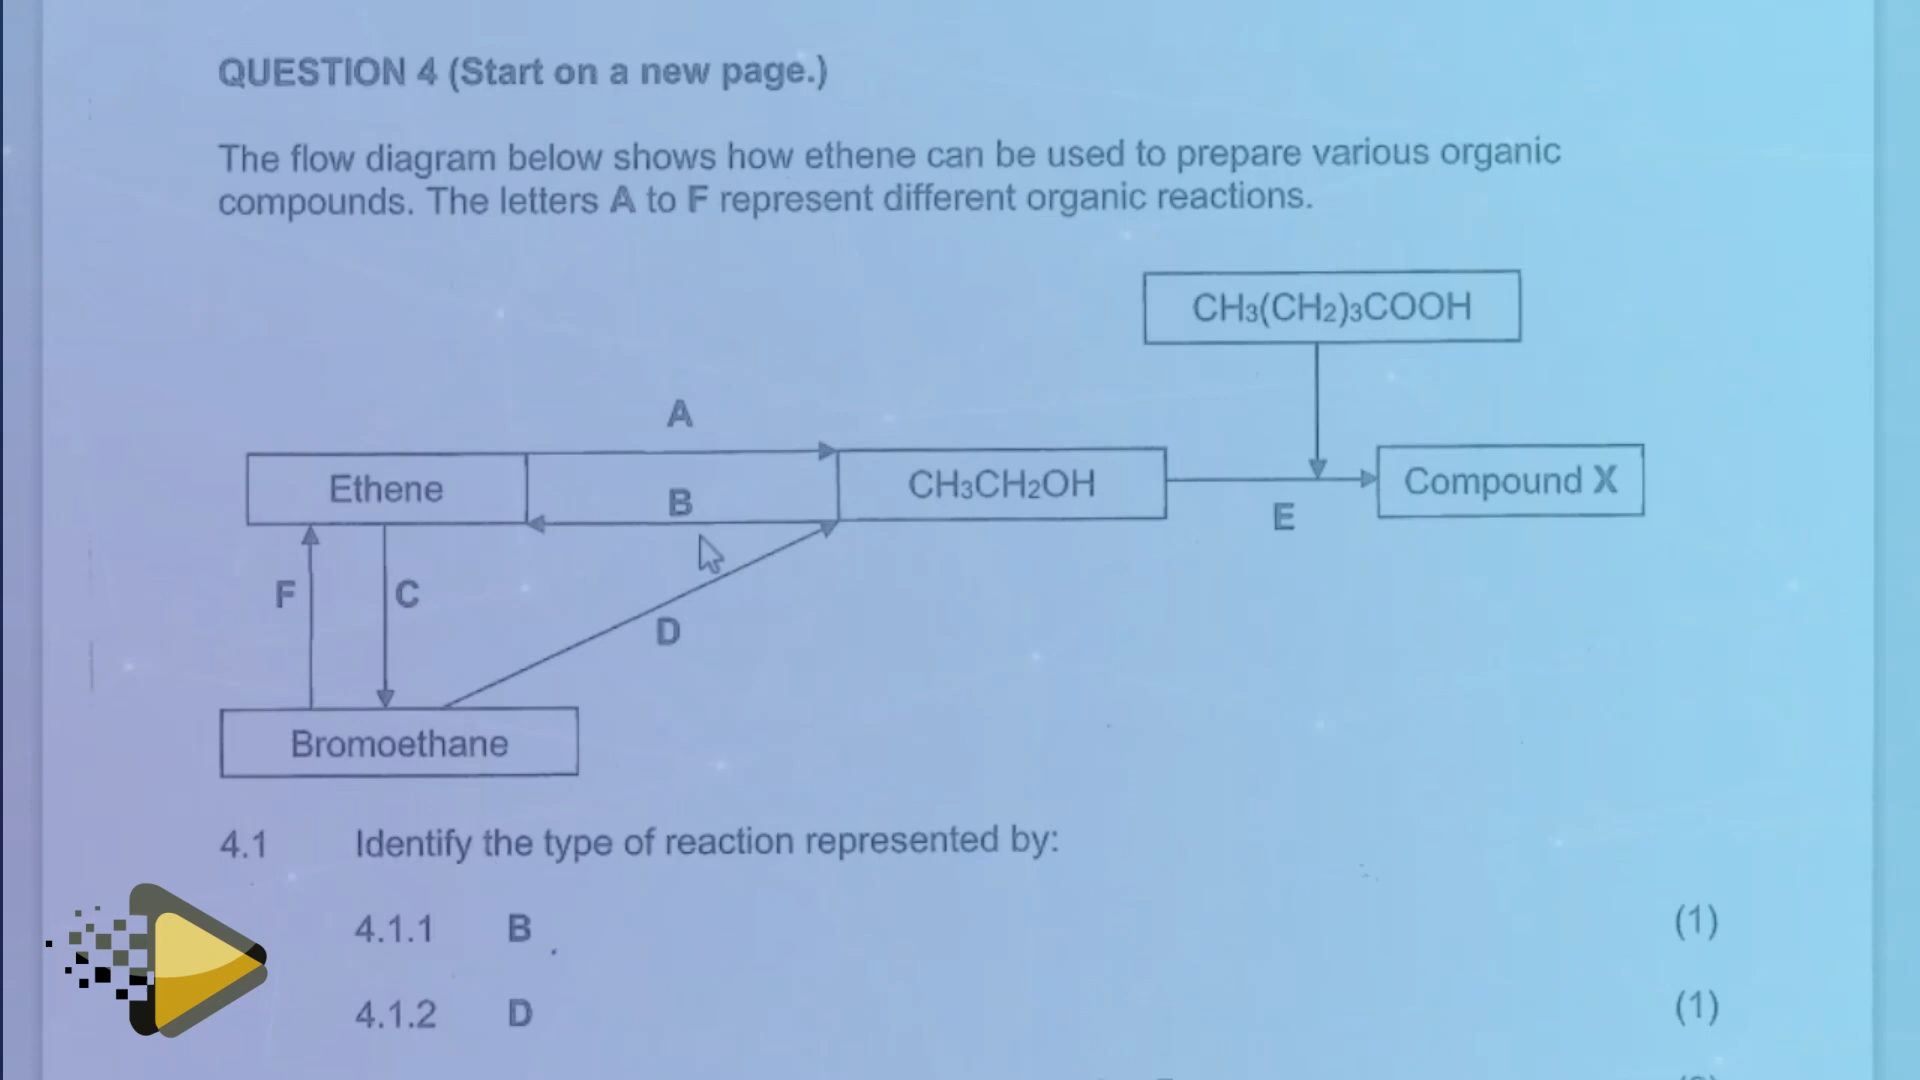 QUESTION 4 (Start on a new page.)
The flow diagram below shows how ethene can be used to prepare various organic
compounds. The letters A to F represent different organic reactions.
CH₃(CH₂)₃COOH
A
Ethene
B
CH₃CH₂OH
Compound X
E
F
C
D
Bromoethane
4.1 Identify the type of reaction represented by:
4.1.1 B (1)
4.1.2 D (1)